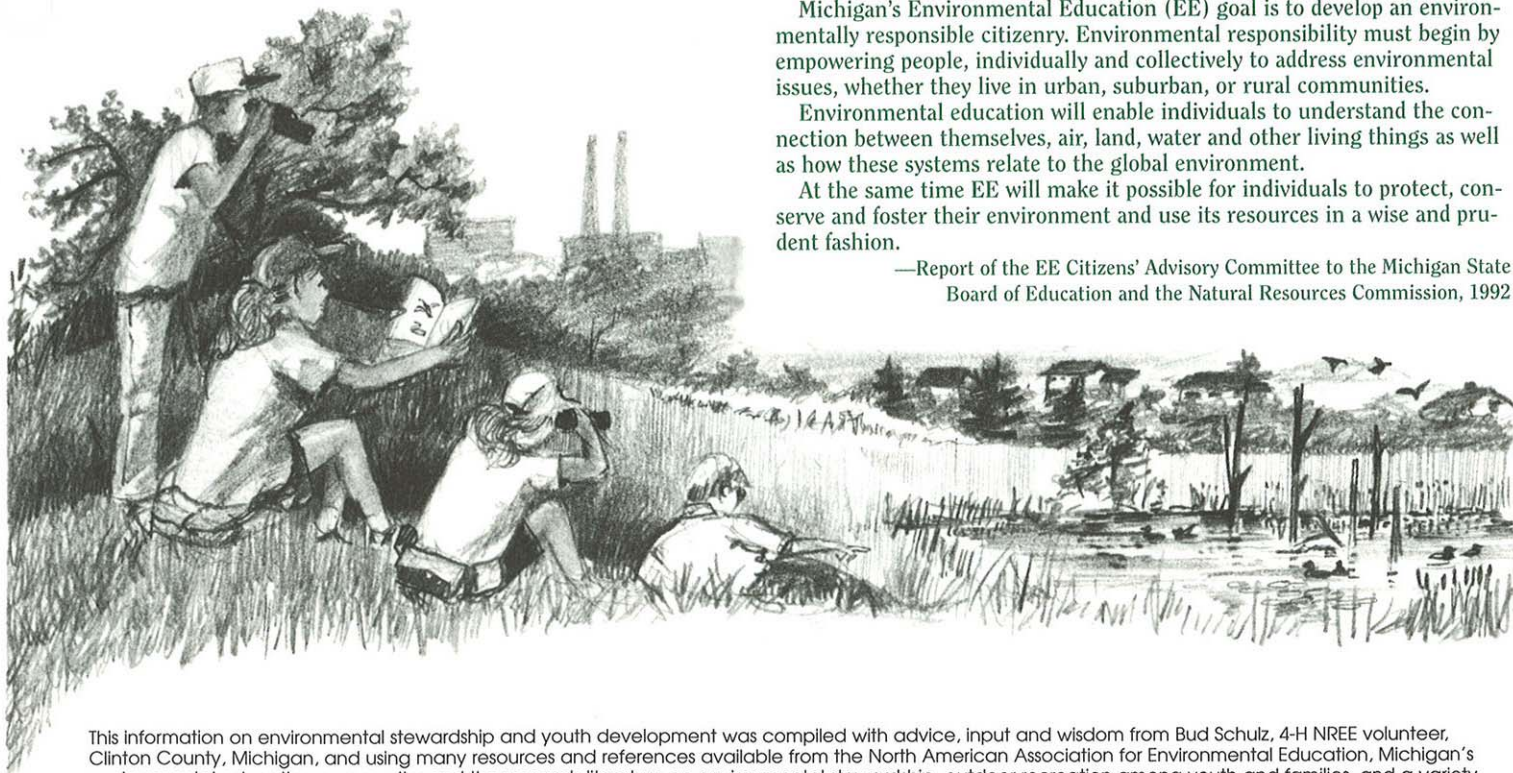 Michigan's Environmental Education (EE) goal is to develop an environ-
mentally responsible citizenry. Environmental responsibility must begin by
empowering people, individually and collectively to address environmental
issues, whether they live in urban, suburban, or rural communities.
Environmental education will enable individuals to understand the con-
nection between themselves, air, land, water and other living things as well
as how these systems relate to the global environment.
At the same time EE will make it possible for individuals to protect, con-
serve and foster their environment and use its resources in a wise and pru-
dent fashion.
—Report of the EE Citizens' Advisory Committee to the Michigan State
Board of Education and the Natural Resources Commission, 1992
This information on environmental stewardship and youth development was compiled with advice, input and wisdom from Bud Schulz, 4-H NREE volunteer,
Clinton County, Michigan, and using many resources and references available from the North American Association for Environmental Education, Michigan's